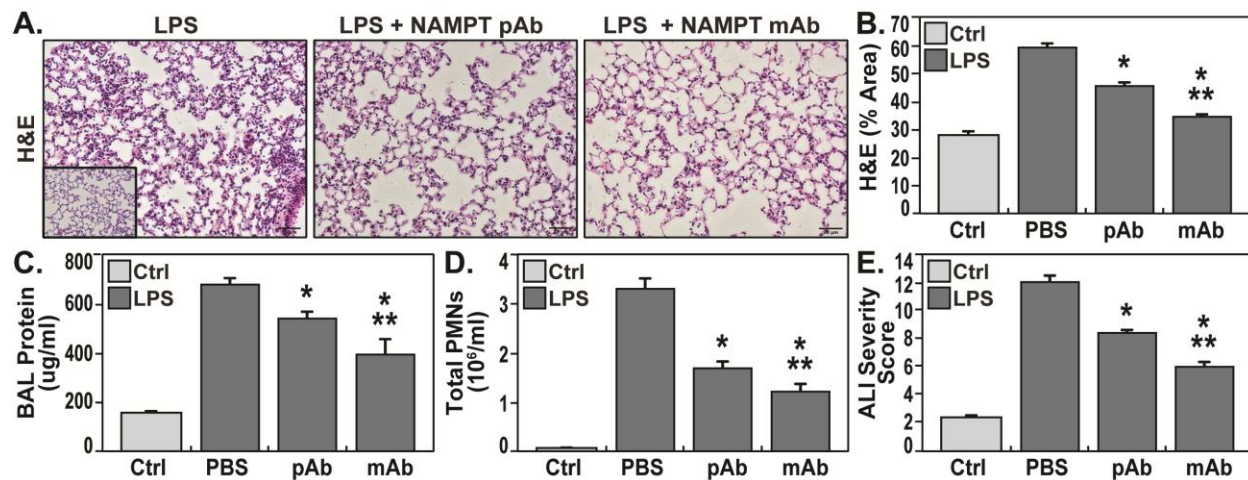 A.
LPS
LPS + NAMPT pAb
LPS + NAMPT mAb
H&E
B.
Ctrl
LPS
H&E (% Area)
70
60
50
40
30
20
10
0
*
*
**
Ctrl
PBS
pAb
mAb
C.
Ctrl
LPS
BAL Protein
(ug/ml)
800
600
400
200
0
*
*
**
Ctrl
PBS
pAb
mAb
D.
Ctrl
LPS
Total PMNs
(10⁶/ml)
4
3
2
1
0
*
*
**
Ctrl
PBS
pAb
mAb
E.
Ctrl
LPS
ALI Severity
Score
14
12
10
8
6
4
2
0
*
*
**
Ctrl
PBS
pAb
mAb